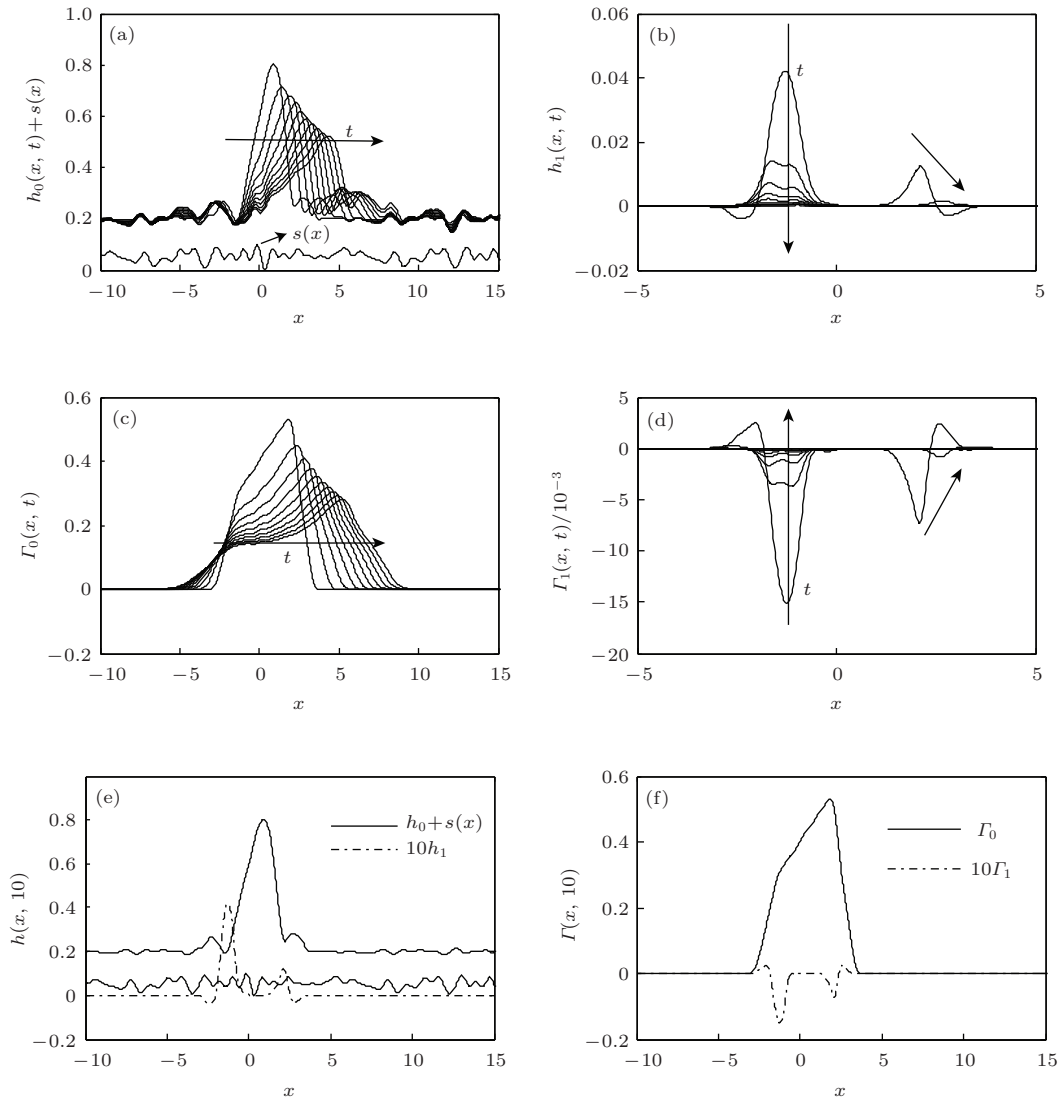 (a)
h₀(x, t)+s(x)
1.0
0.8
0.6
0.4
0.2
0
t
s(x)
−10 −5 0 5 10 15
x
(b)
h₁(x, t)
0.06
0.04
0.02
0
−0.02
t
−5 0 5
x
(c)
Γ₀(x, t)
0.6
0.4
0.2
0
−0.2
t
−10 −5 0 5 10 15
x
(d)
Γ₁(x, t)/10⁻³
5
0
−5
−10
−15
−20
t
−5 0 5
x
(e)
h(x, 10)
0.8
0.6
0.4
0.2
0
−0.2
h₀+s(x)
10h₁
−10 −5 0 5 10 15
x
(f)
Γ(x, 10)
0.6
0.4
0.2
0
−0.2
Γ₀
10Γ₁
−10 −5 0 5 10 15
x